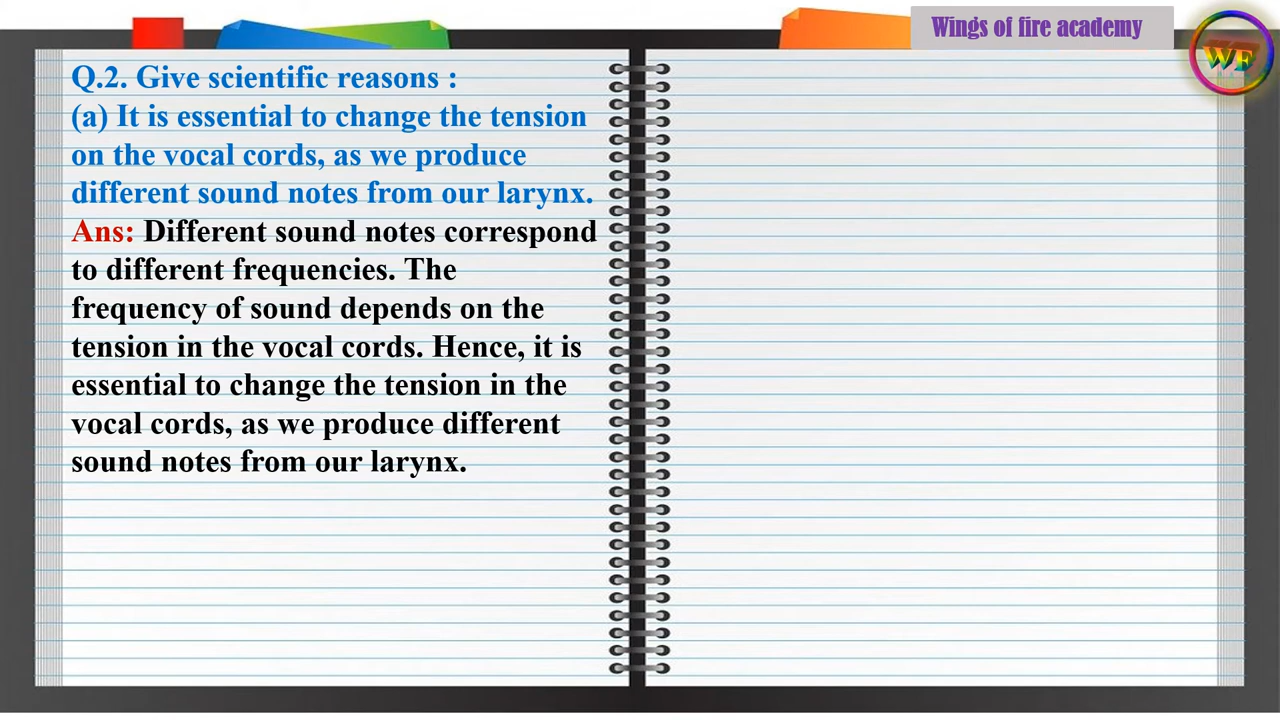 Wings of fire academy
WF
Q.2. Give scientific reasons :
(a) It is essential to change the tension
on the vocal cords, as we produce
different sound notes from our larynx.
Ans: Different sound notes correspond
to different frequencies. The
frequency of sound depends on the
tension in the vocal cords. Hence, it is
essential to change the tension in the
vocal cords, as we produce different
sound notes from our larynx.